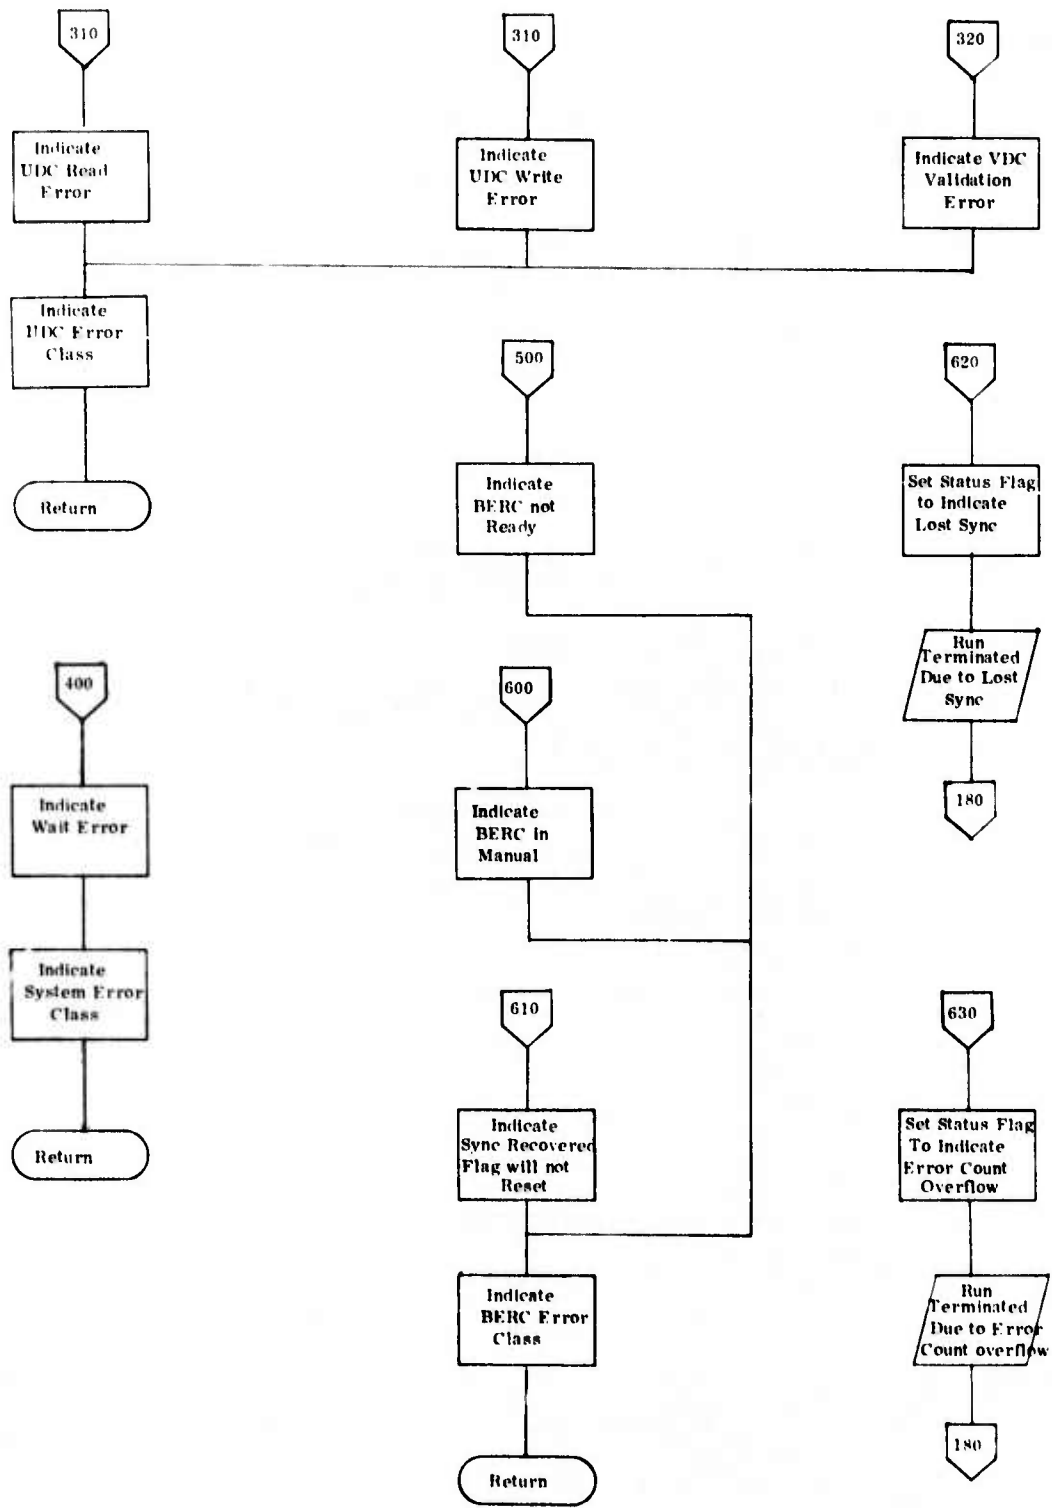 310
Indicate
UDC Read
Error
310
Indicate
UDC Write
Error
320
Indicate VDC
Validation
Error
Indicate
UDC Error
Class
Return
500
Indicate
BERC not
Ready
620
Set Status Flag
to Indicate
Lost Sync
Run
Terminated
Due to Lost
Sync
180
400
Indicate
Wait Error
Indicate
System Error
Class
Return
600
Indicate
BERC in
Manual
610
Indicate
Sync Recovered
Flag will not
Reset
Indicate
BERC Error
Class
Return
630
Set Status Flag
To Indicate
Error Count
Overflow
Run
Terminated
Due to Error
Count overflow
180